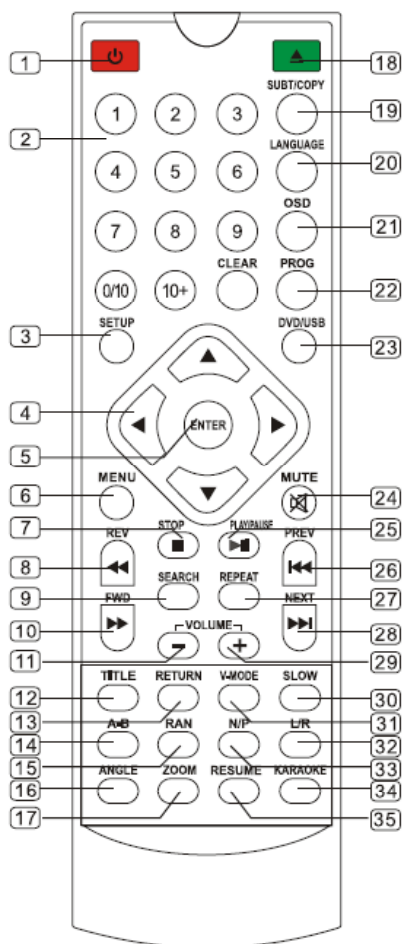 1 18
SUBT/COPY
1 2 3 19
2
LANGUAGE
4 5 6 20
OSD
7 8 9 21
CLEAR PROG
0/10 10+ 22
SETUP DVD/USB
3 23
4
ENTER
5
MENU MUTE
6 24
STOP PLAY/PAUSE
7 25
REV PREV
8 26
SEARCH REPEAT
9 27
FWD NEXT
10 28
VOLUME
11 - + 29
TITLE RETURN V-MODE SLOW
12 30
13 31
A-B RAN N/P L/R
14 32
15 33
ANGLE ZOOM RESUME KARAOKE
16 34
17 35